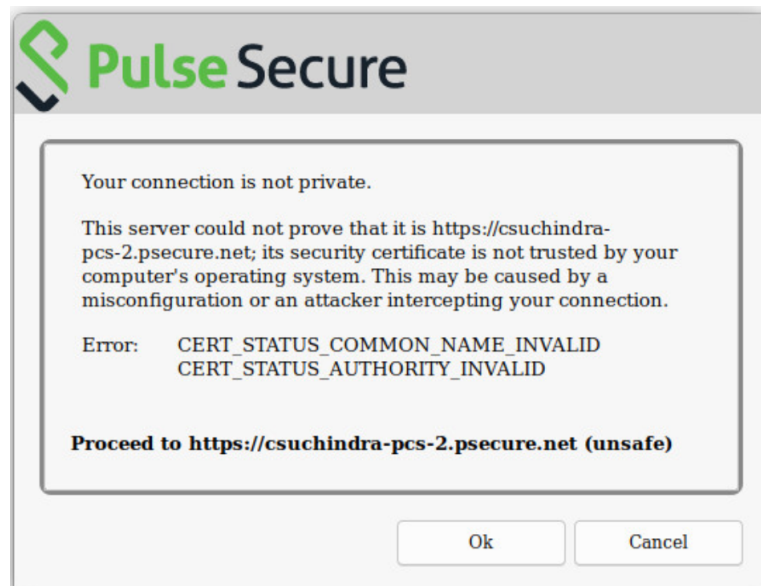 Pulse Secure
Your connection is not private.
This server could not prove that it is https://csuchindra-
pcs-2.psecure.net; its security certificate is not trusted by your
computer's operating system. This may be caused by a
misconfiguration or an attacker intercepting your connection.
Error: CERT_STATUS_COMMON_NAME_INVALID
CERT_STATUS_AUTHORITY_INVALID
Proceed to https://csuchindra-pcs-2.psecure.net (unsafe)
Ok Cancel